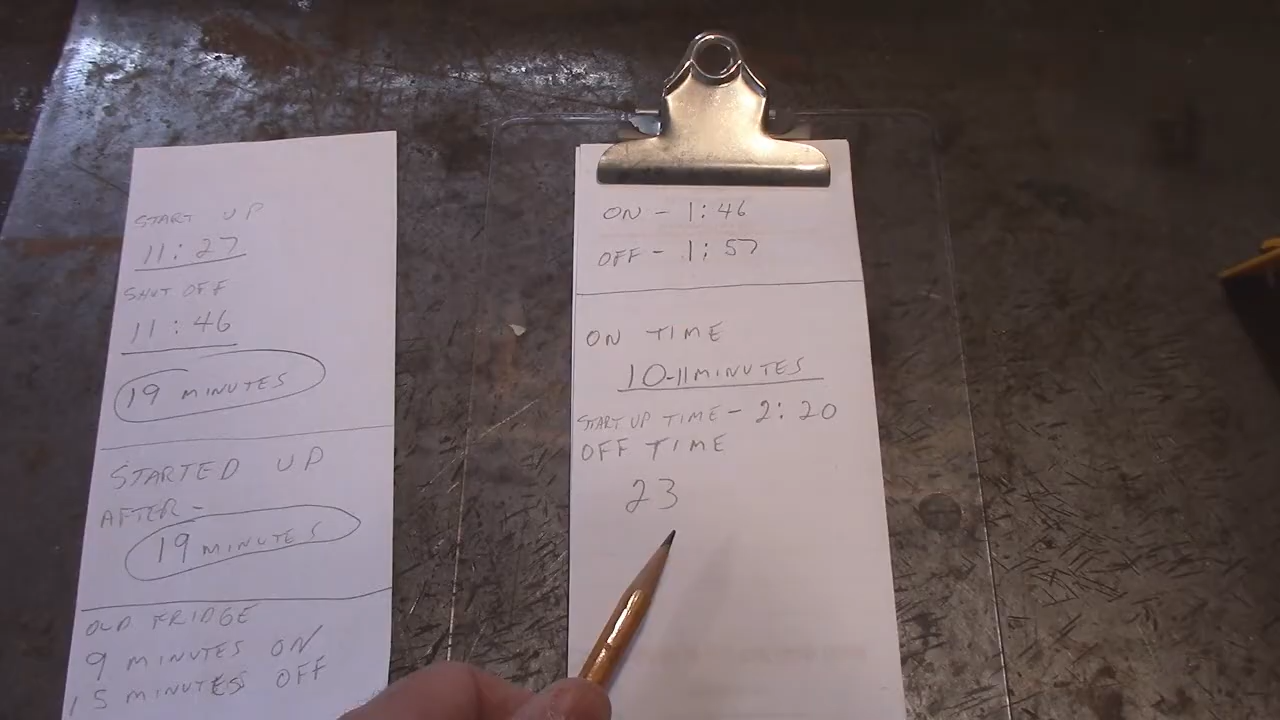 START UP
11:27
SHUT OFF
11:46
19 MINUTES
STARTED UP
AFTER-
19 MINUTES
OLD FRIDGE
9 MINUTES ON
15 MINUTES OFF
ON - 1:46
OFF - 1:57
ON TIME
10-11 MINUTES
START UP TIME - 2:20
OFF TIME
23